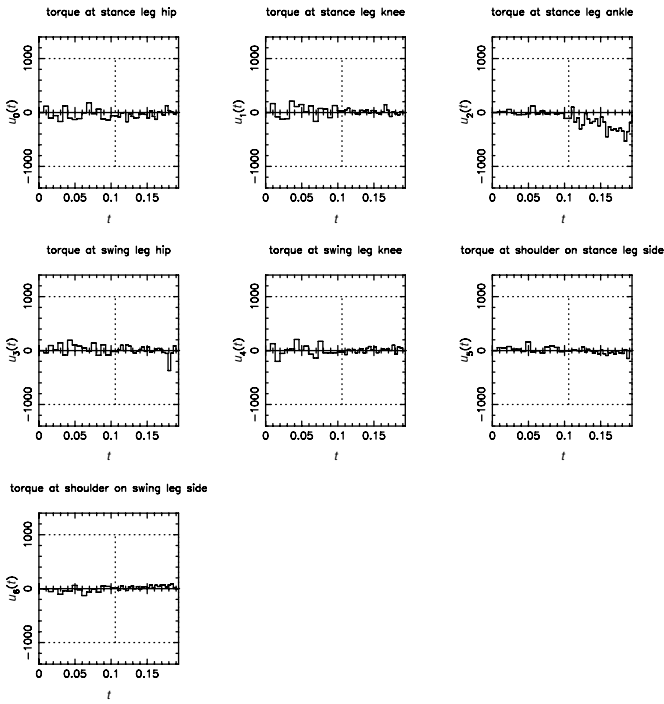 torque at stance leg hip
torque at stance leg knee
torque at stance leg ankle
1000
0
−1000
u0(t)
0 0.05 0.1 0.15
t
1000
0
−1000
u1(t)
0 0.05 0.1 0.15
t
1000
0
−1000
u2(t)
0 0.05 0.1 0.15
t
torque at swing leg hip
torque at swing leg knee
torque at shoulder on stance leg side
1000
0
−1000
u3(t)
0 0.05 0.1 0.15
t
1000
0
−1000
u4(t)
0 0.05 0.1 0.15
t
1000
0
−1000
u5(t)
0 0.05 0.1 0.15
t
torque at shoulder on swing leg side
1000
0
−1000
u6(t)
0 0.05 0.1 0.15
t